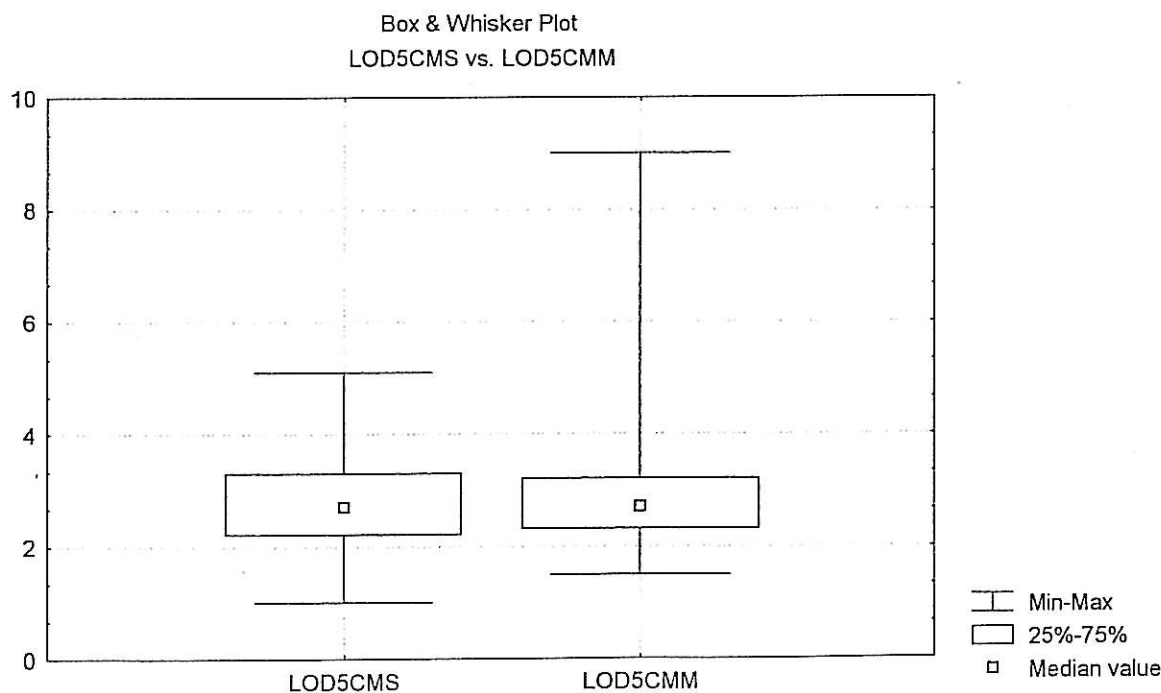 Box & Whisker Plot
LOD5CMS vs. LOD5CMM
10
8
6
4
2
0
LOD5CMS
LOD5CMM
Min-Max
25%-75%
Median value